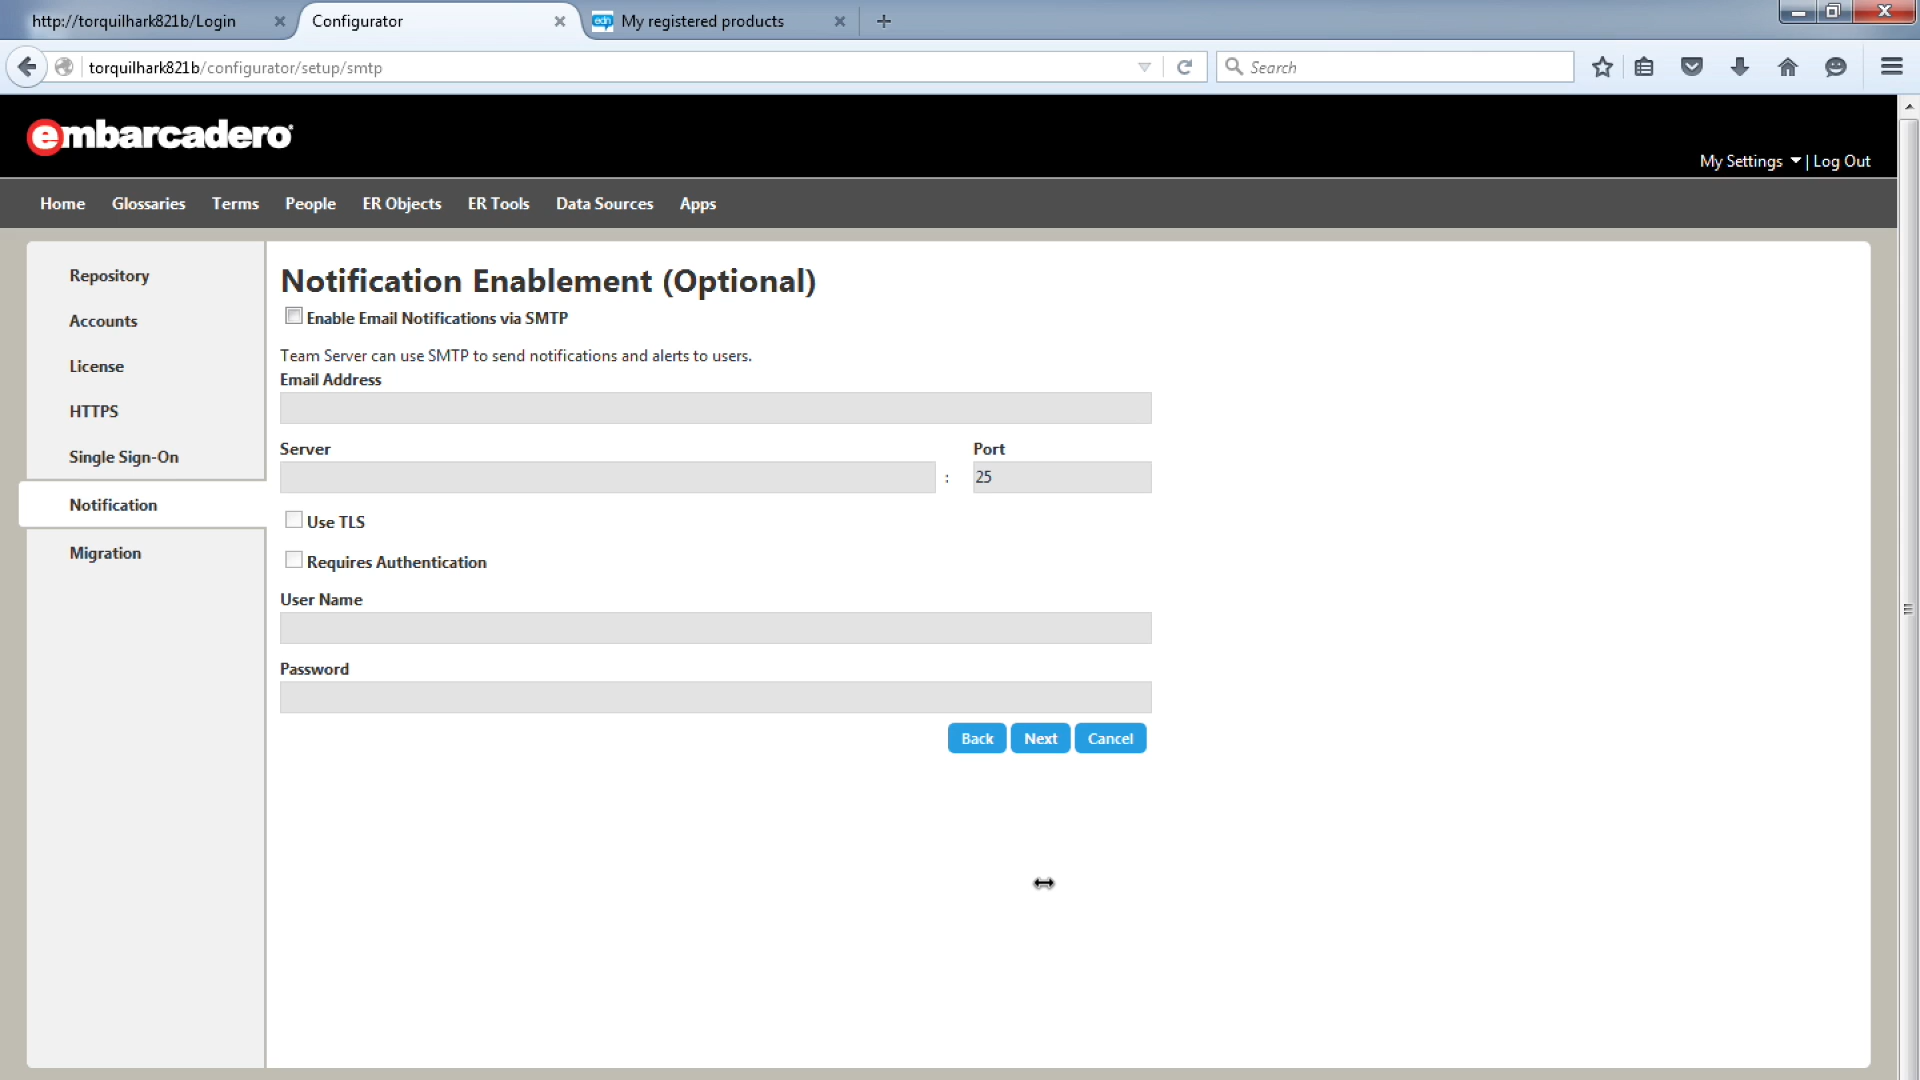 http://torquilhark821b/Login
Configurator
edn My registered products
torquilhark821b/configurator/setup/smtp
Search
embarcadero
My Settings | Log Out
Home Glossaries Terms People ER Objects ER Tools Data Sources Apps
Repository
Accounts
License
HTTPS
Single Sign-On
Notification
Migration
Notification Enablement (Optional)
Enable Email Notifications via SMTP
Team Server can use SMTP to send notifications and alerts to users.
Email Address
Server Port
: 25
Use TLS
Requires Authentication
User Name
Password
Back Next Cancel